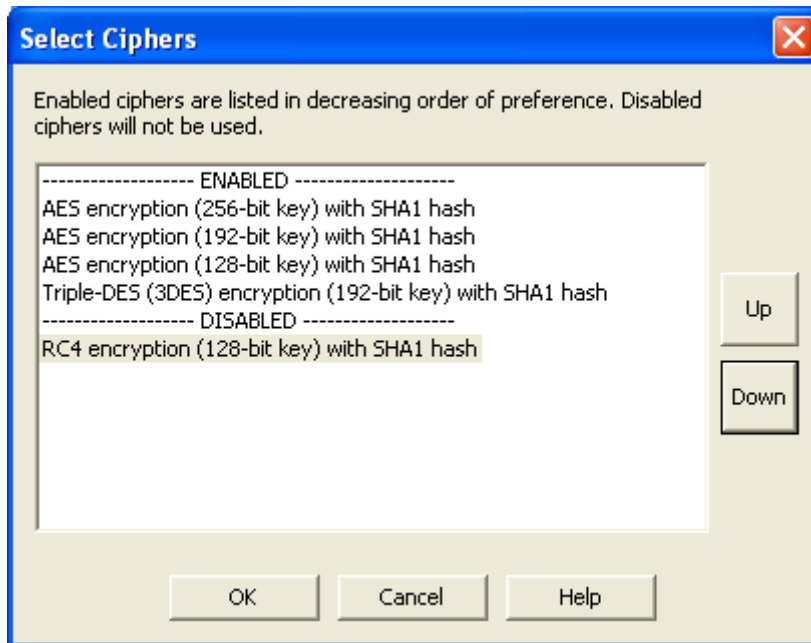 Select Ciphers
Enabled ciphers are listed in decreasing order of preference. Disabled
ciphers will not be used.
------------------- ENABLED --------------------
AES encryption (256-bit key) with SHA1 hash
AES encryption (192-bit key) with SHA1 hash
AES encryption (128-bit key) with SHA1 hash
Triple-DES (3DES) encryption (192-bit key) with SHA1 hash
------------------- DISABLED -------------------
RC4 encryption (128-bit key) with SHA1 hash
Up
Down
OK
Cancel
Help